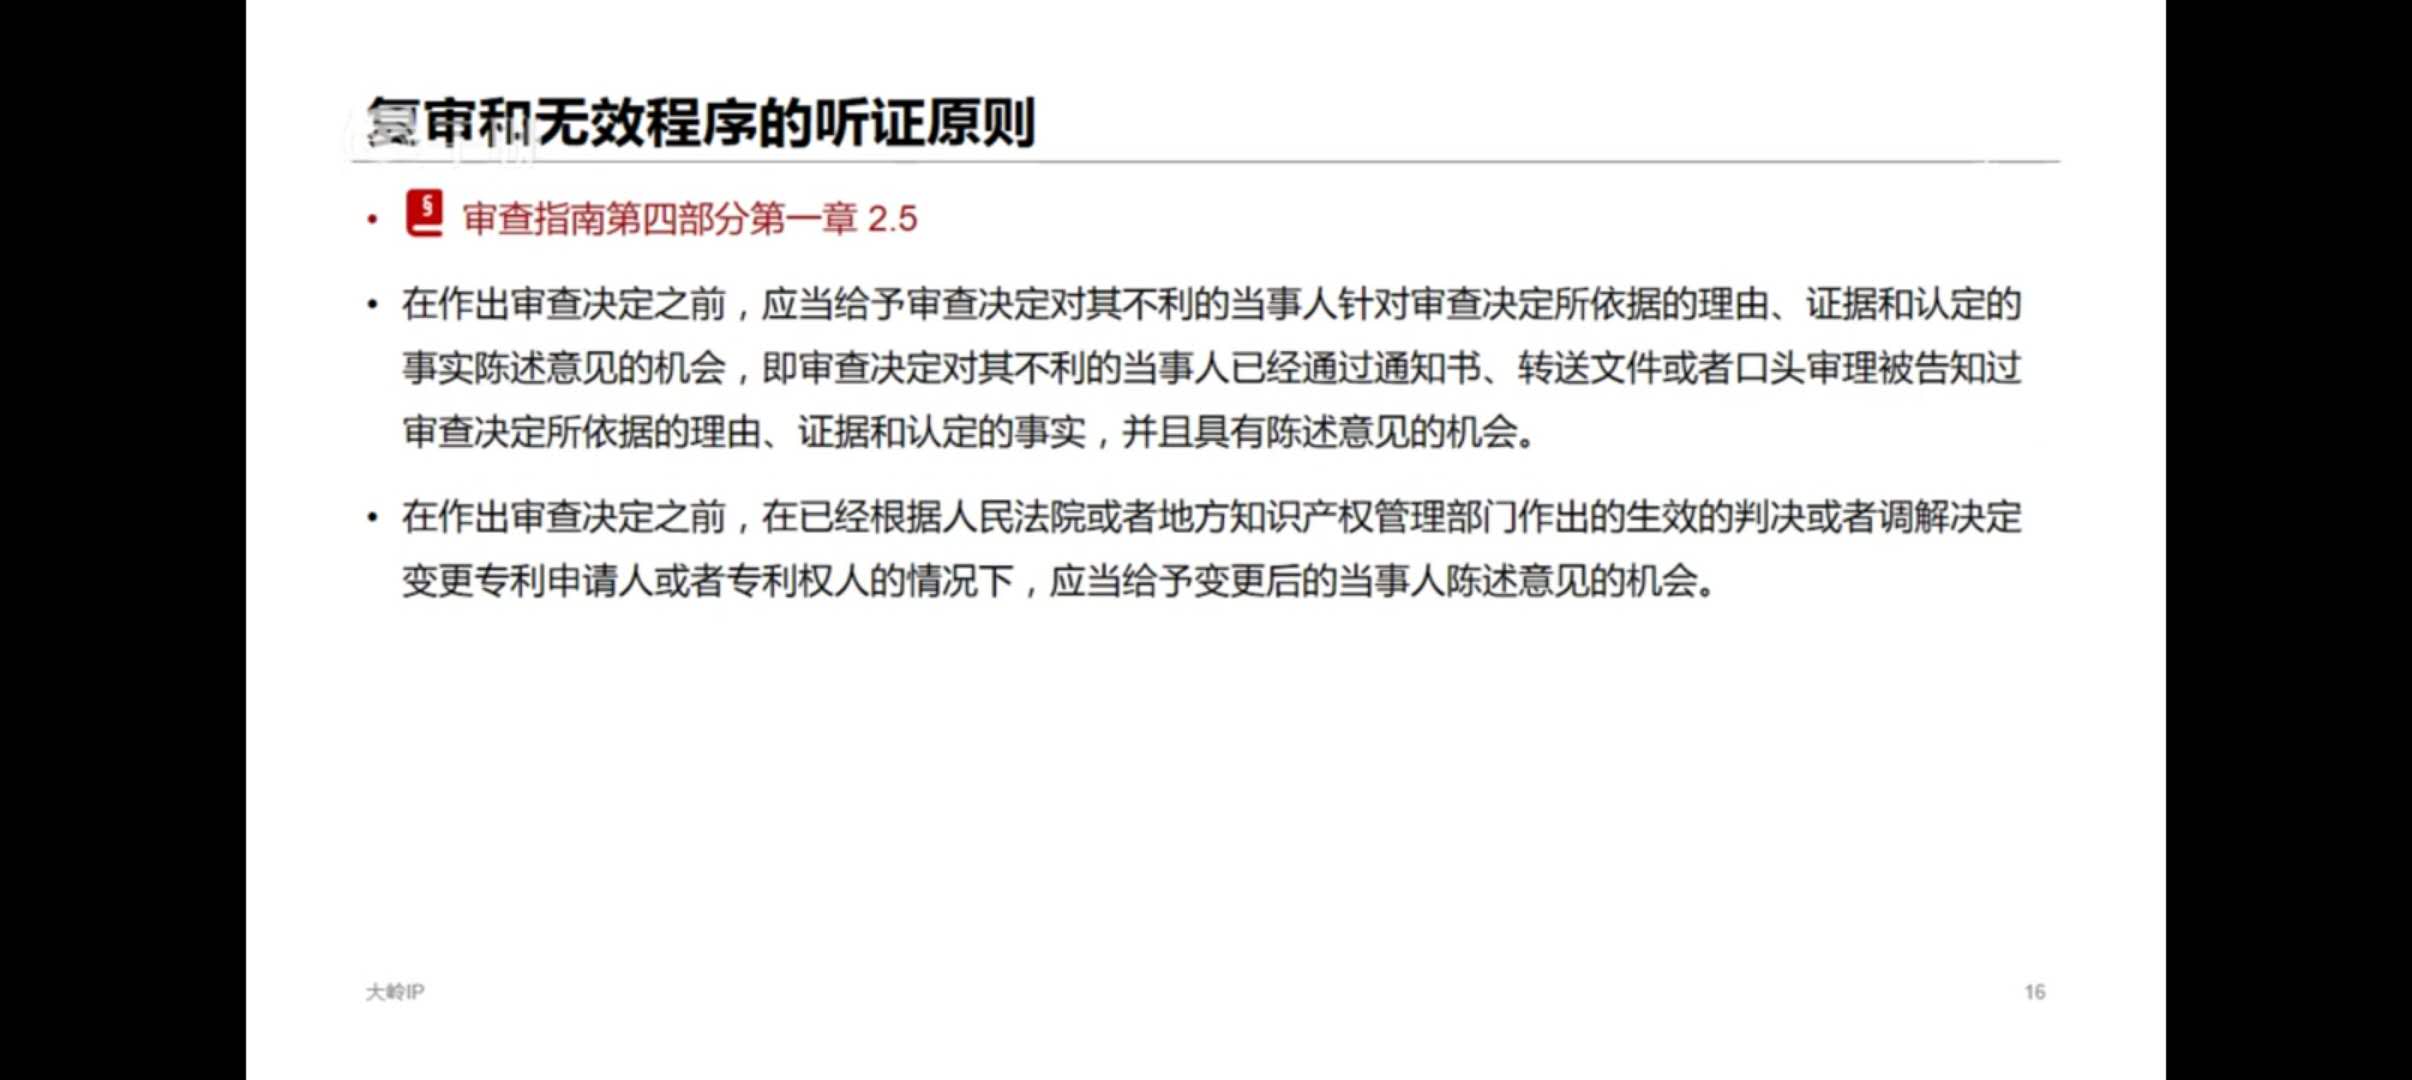 复审和无效程序的听证原则
• § 审查指南第四部分第一章 2.5
• 在作出审查决定之前，应当给予审查决定对其不利的当事人针对审查决定所依据的理由、证据和认定的
事实陈述意见的机会，即审查决定对其不利的当事人已经通过通知书、转送文件或者口头审理被告知过
审查决定所依据的理由、证据和认定的事实，并且具有陈述意见的机会。
• 在作出审查决定之前，在已经根据人民法院或者地方知识产权管理部门作出的生效的判决或者调解决定
变更专利申请人或者专利权人的情况下，应当给予变更后的当事人陈述意见的机会。
大岭IP
16